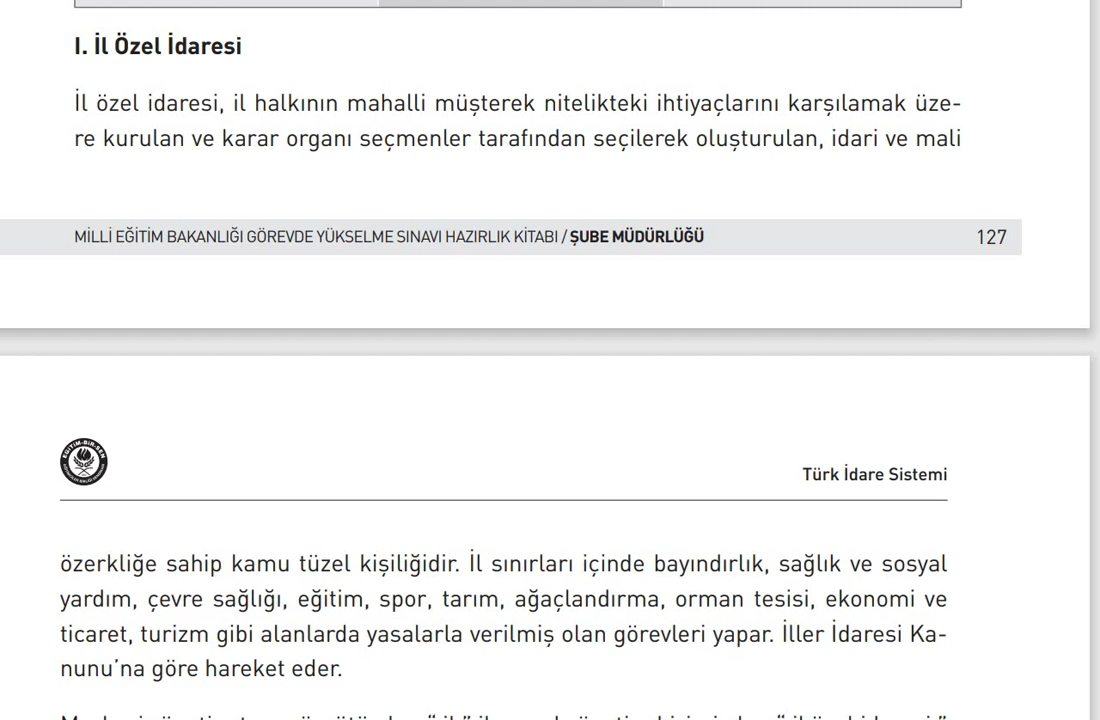 I. İl Özel İdaresi
İl özel idaresi, il halkının mahalli müşterek nitelikteki ihtiyaçlarını karşılamak üze-
re kurulan ve karar organı seçmenler tarafından seçilerek oluşturulan, idari ve mali
MİLLİ EĞİTİM BAKANLIĞI GÖREVDE YÜKSELME SINAVI HAZIRLIK KİTABI / ŞUBE MÜDÜRLÜĞÜ 127
EĞİTİM-BİR-SEN
Türk İdare Sistemi
özerkliğe sahip kamu tüzel kişiliğidir. İl sınırları içinde bayındırlık, sağlık ve sosyal
yardım, çevre sağlığı, eğitim, spor, tarım, ağaçlandırma, orman tesisi, ekonomi ve
ticaret, turizm gibi alanlarda yasalarla verilmiş olan görevleri yapar. İller İdaresi Ka-
nunu’na göre hareket eder.